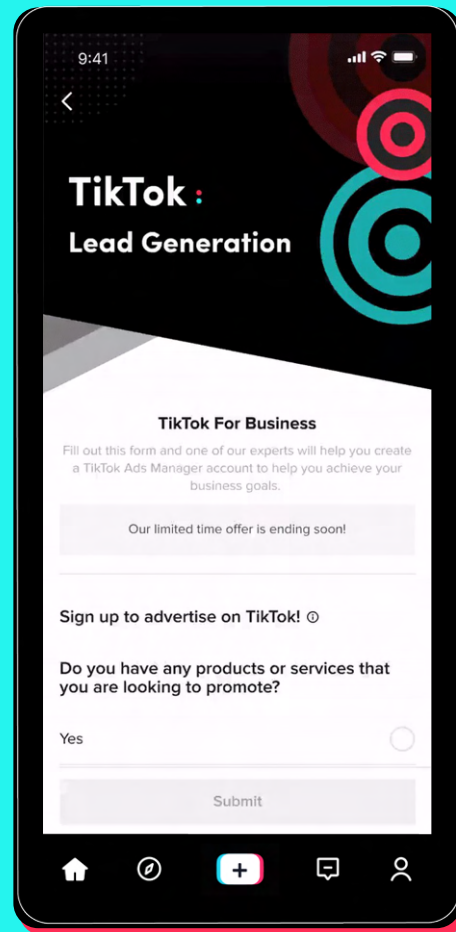 9:41
TikTok:
Lead Generation
TikTok For Business
Fill out this form and one of our experts will help you create
a TikTok Ads Manager account to help you achieve your
business goals.
Our limited time offer is ending soon!
Sign up to advertise on TikTok!
Do you have any products or services that
you are looking to promote?
Yes
Submit